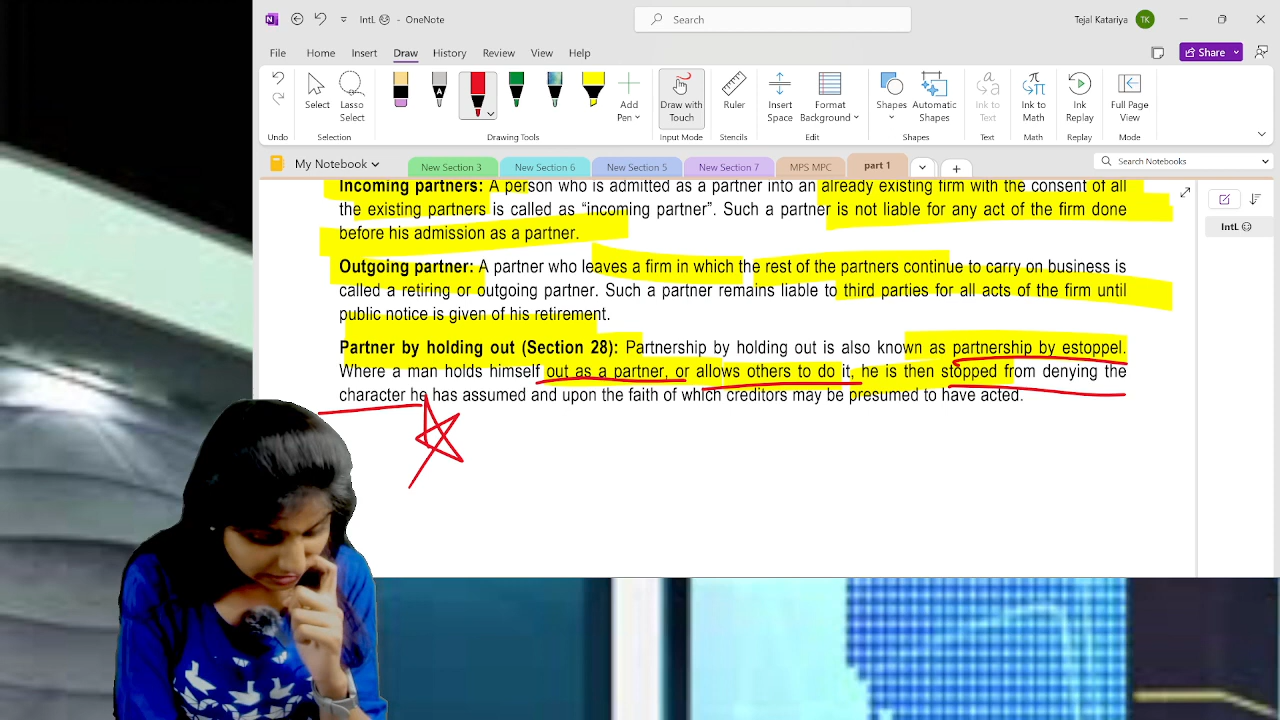 IntL - OneNote
Search
Tejal Katariya TK
File Home Insert Draw History Review View Help
Share
Select
Lasso Select
A
Add Pen
Draw with Touch
Ruler
Insert Space
Format Background
Shapes
Automatic Shapes
Ink to Text
Ink to Math
Ink Replay
Full Page View
Undo Selection Drawing Tools Input Mode Stencils Edit Shapes Text Math Replay Mode
My Notebook New Section 3 New Section 6 New Section 5 New Section 7 MPS MPC part 1 Search Notebooks
IntL
Incoming partners: A person who is admitted as a partner into an already existing firm with the consent of all
the existing partners is called as “incoming partner”. Such a partner is not liable for any act of the firm done
before his admission as a partner.
Outgoing partner: A partner who leaves a firm in which the rest of the partners continue to carry on business is
called a retiring or outgoing partner. Such a partner remains liable to third parties for all acts of the firm until
public notice is given of his retirement.
Partner by holding out (Section 28): Partnership by holding out is also known as partnership by estoppel.
Where a man holds himself out as a partner, or allows others to do it, he is then stopped from denying the
character he has assumed and upon the faith of which creditors may be presumed to have acted.